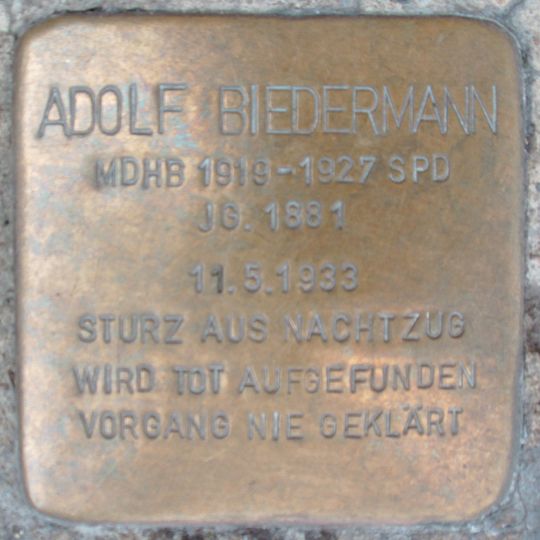 ADOLF BIEDERMANN
MDHB 1919-1927 SPD
JG. 1881
11.5.1933
STURZ AUS NACHTZUG
WIRD TOT AUFGEFUNDEN
VORGANG NIE GEKLÄRT